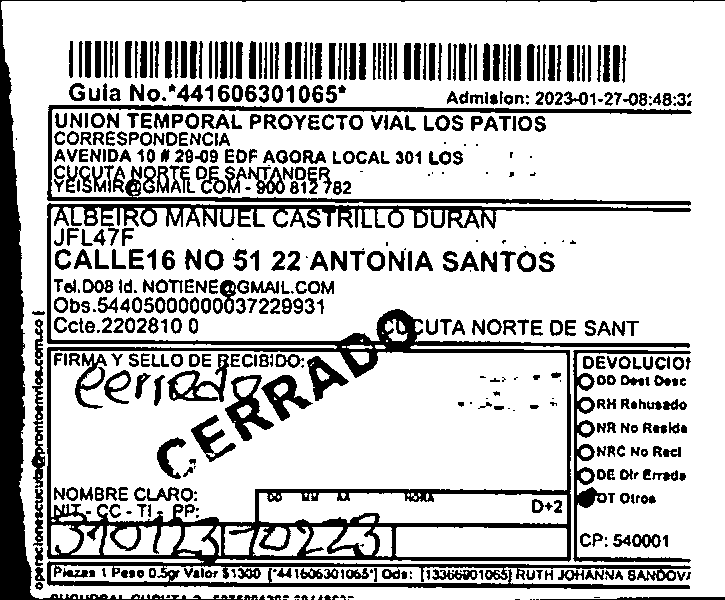 Guia No.*441606301065*
Admision: 2023-01-27-08:48:32
UNION TEMPORAL PROYECTO VIAL LOS PATIOS
CORRESPONDENCIA
AVENIDA 10 # 29-09 EDF AGORA LOCAL 301 LOS
CUCUTA NORTE DE SANTANDER
YEISMIR@GMAIL COM - 900 812 782
ALBEIRO MANUEL CASTRILLO DURAN
JFL47F
CALLE16 NO 51 22 ANTONIA SANTOS
Tel.D08 Id. NOTIENE@GMAIL.COM
Obs.54405000000037229931
Ccte.2202810 0
CUCUTA NORTE DE SANT
operacionescucuta@prontoenvios.com.co
FIRMA Y SELLO DE RECIBIDO:
cerrado
CERRADO
DEVOLUCION
DD Dest Desc
RH Rehusado
NR No Reside
NRC No Recl
DE Dir Errada
OT Otros
NOMBRE CLARO:
NIT - CC - TI - PP:
DD MM AA HORA
D+2
310123 10223
CP: 540001
Piezas 1 Peso 0.5gr Valor $1300 [*441606301065*] Ods: [13366901065] RUTH JOHANNA SANDOVA